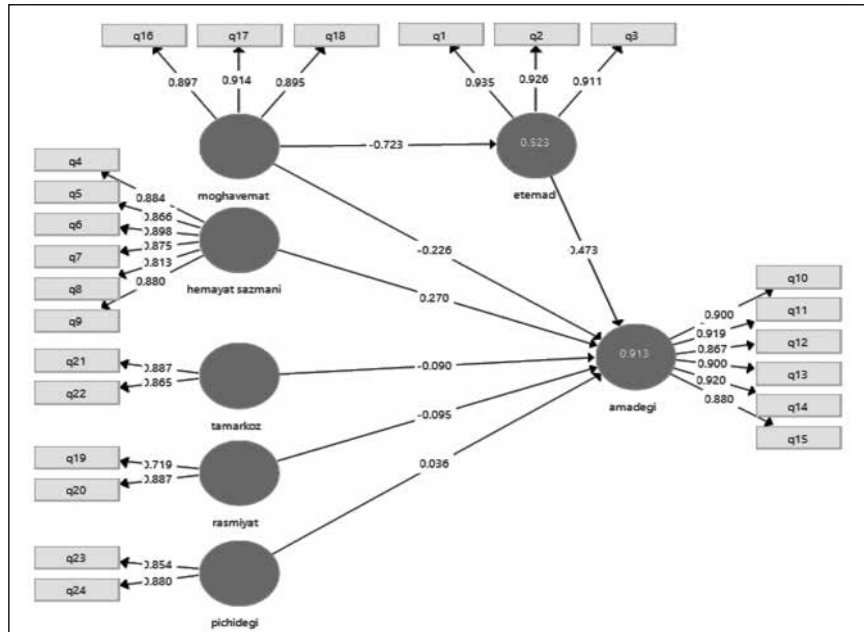 q16 q17 q18 q1 q2 q3
0.897 0.914 0.895 0.935 0.926 0.911
-0.723 0.523
moghavemat etemad
q4
q5
q6
q7
q8
q9
0.884
0.866
0.898
0.875
0.813
0.880
hemayat sazmani
-0.226
0.270
0.473
q21
q22
0.887
0.865
tamarkoz
-0.090
q19
q20
0.719
0.887
rasmiyat
-0.095
q23
q24
0.854
0.880
pichidegi
0.036
0.913
amadegi
0.900
0.919
0.867
0.900
0.920
0.880
q10
q11
q12
q13
q14
q15